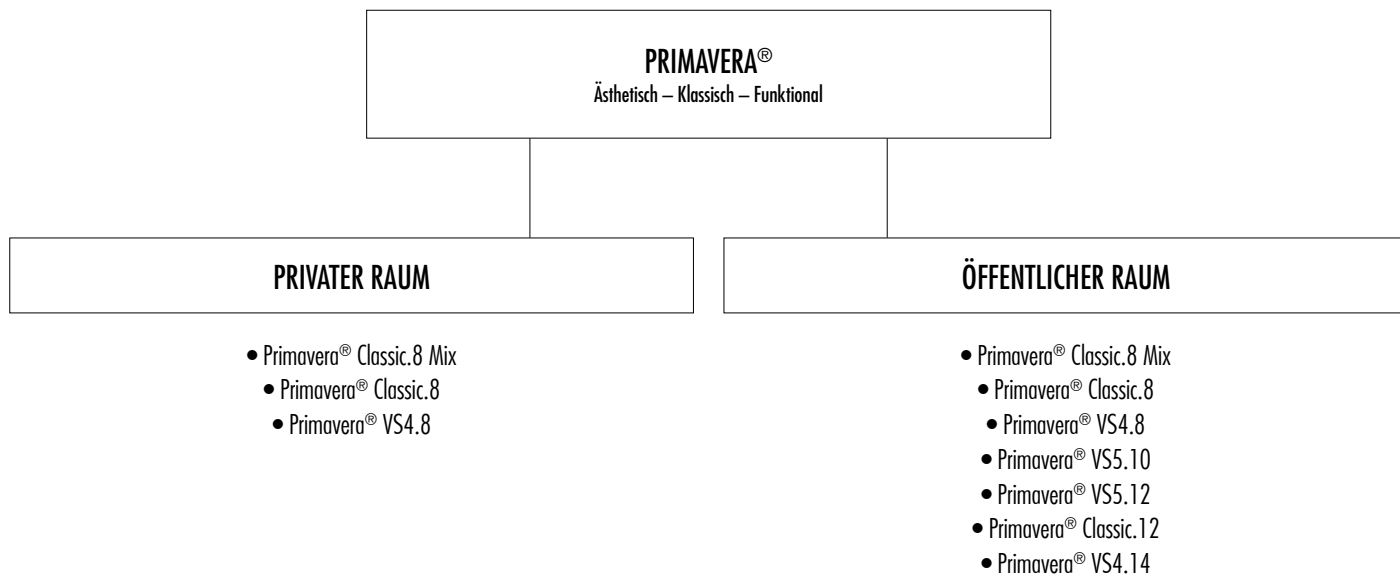 PRIMAVERA®
Ästhetisch – Klassisch – Funktional
PRIVATER RAUM
• Primavera® Classic.8 Mix
• Primavera® Classic.8
• Primavera® VS4.8
ÖFFENTLICHER RAUM
• Primavera® Classic.8 Mix
• Primavera® Classic.8
• Primavera® VS4.8
• Primavera® VS5.10
• Primavera® VS5.12
• Primavera® Classic.12
• Primavera® VS4.14